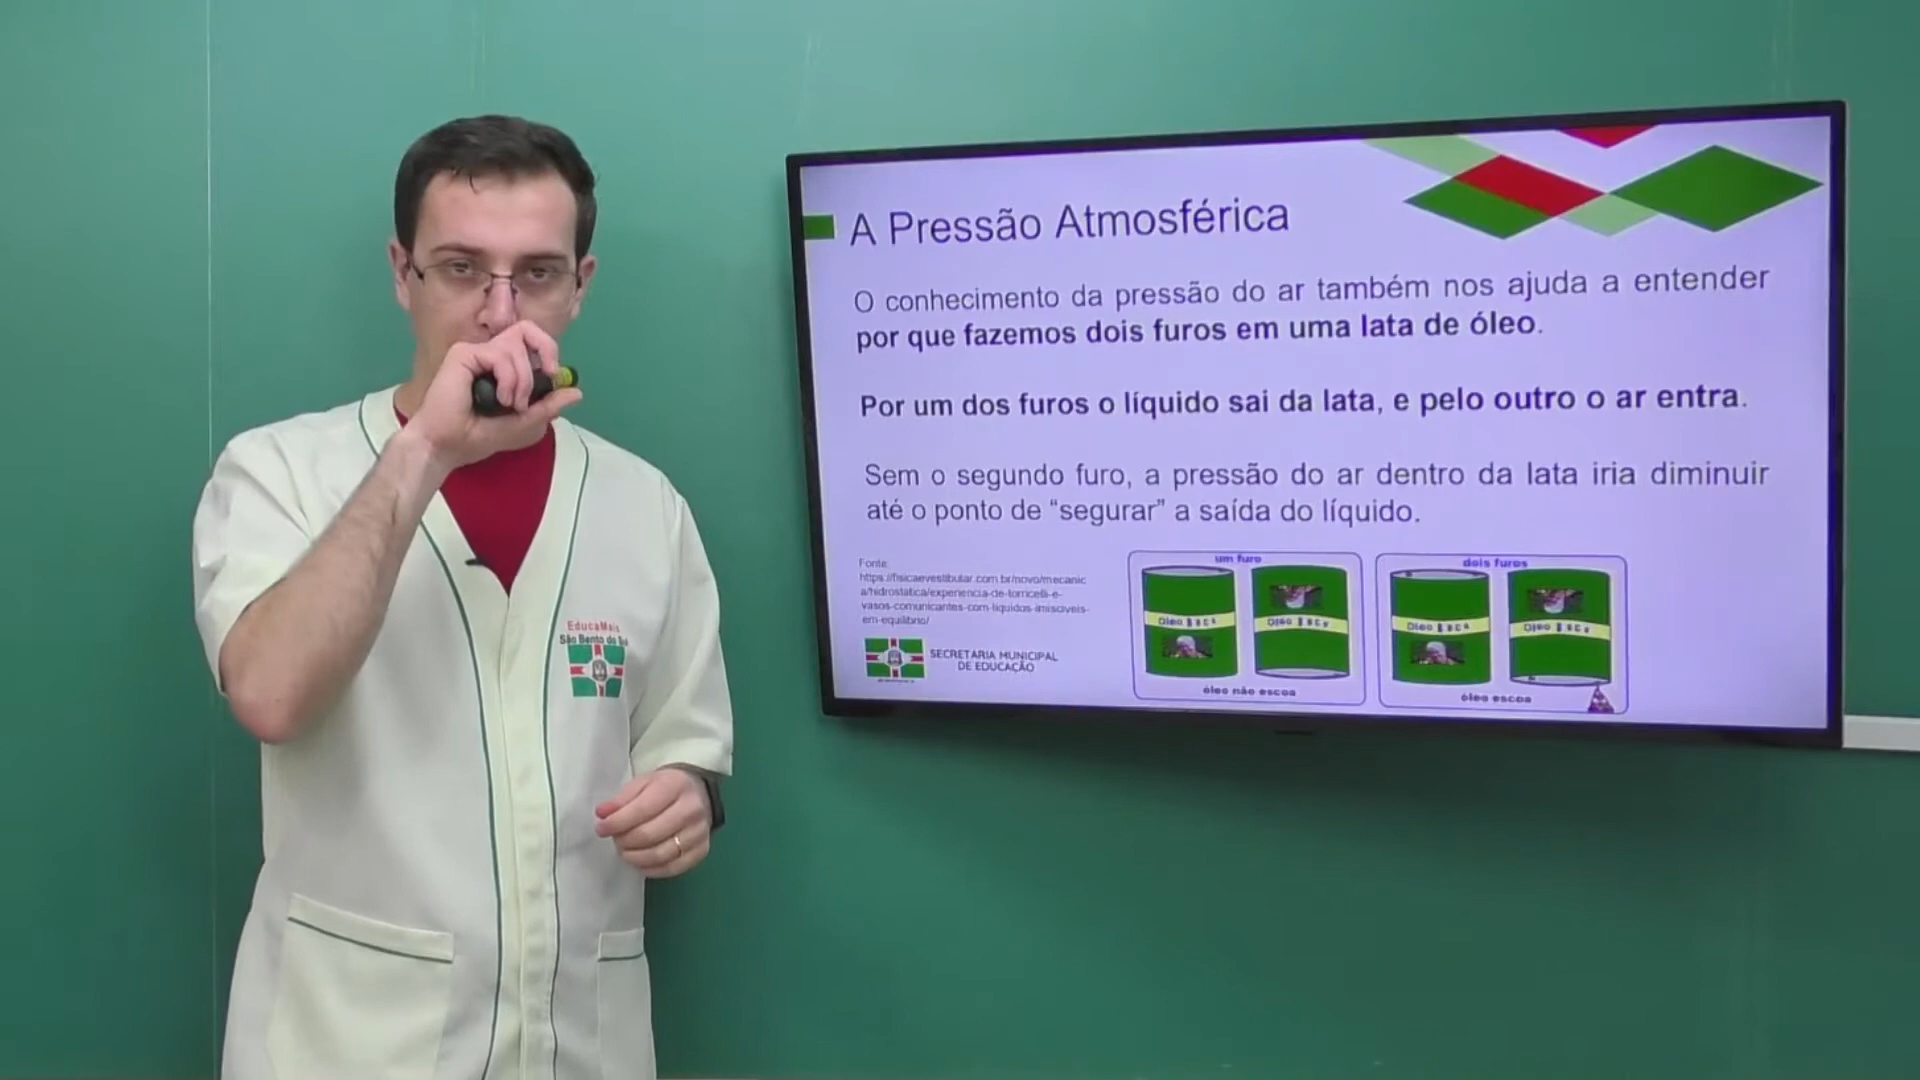 A Pressão Atmosférica
O conhecimento da pressão do ar também nos ajuda a entender
por que fazemos dois furos em uma lata de óleo.
Por um dos furos o líquido sai da lata, e pelo outro o ar entra.
Sem o segundo furo, a pressão do ar dentro da lata iria diminuir
até o ponto de “segurar” a saída do líquido.
Fonte:
https://fisicaevestibular.com.br/novo/mecanic
a/hidrostatica/experiencia-de-torricelli-e-
vasos-comunicantes-com-liquidos-imisciveis-
em-equilibrio/
SECRETARIA MUNICIPAL
DE EDUCAÇÃO
um furo
Óleo
Óleo
óleo não escoa
dois furos
Óleo
Óleo
óleo escoa
EducaMais
São Bento do Sul